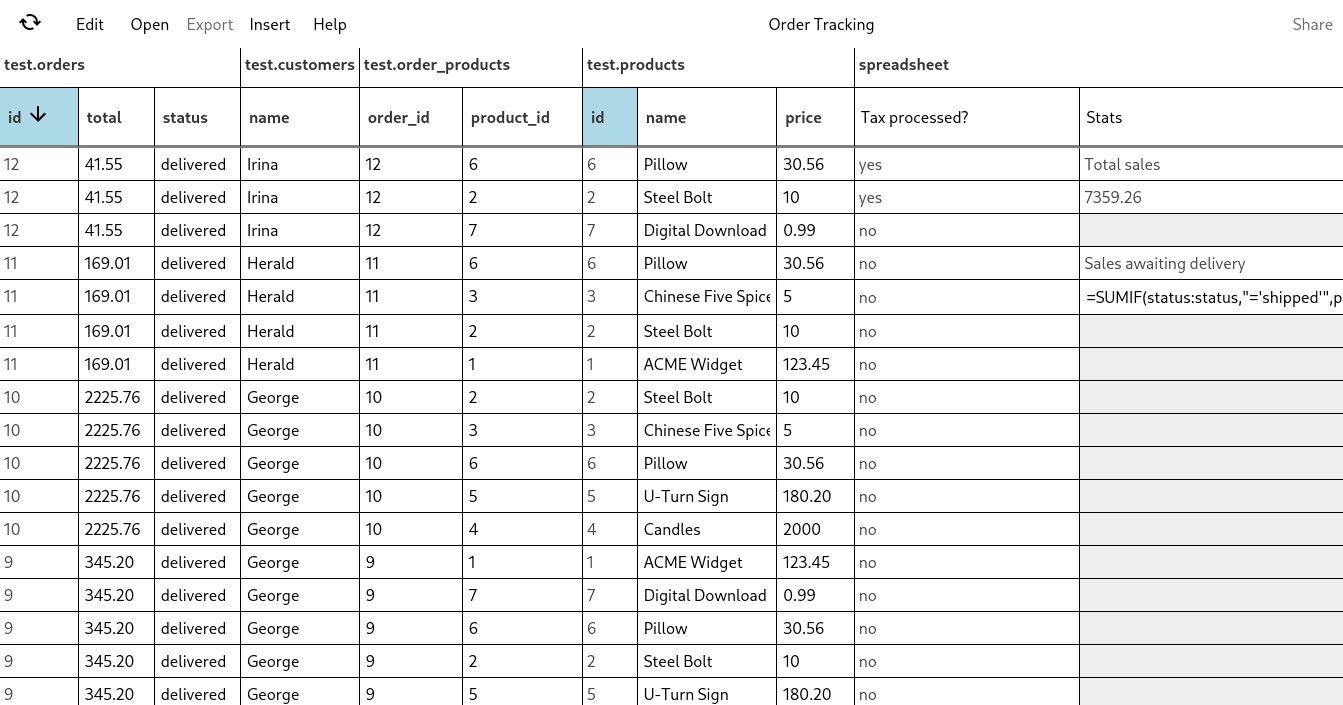 Edit Open Export Insert Help Order Tracking Share
test.orders test.customers test.order_products test.products spreadsheet
id total status name order_id product_id id name price Tax processed? Stats
12 41.55 delivered Irina 12 6 6 Pillow 30.56 yes Total sales
12 41.55 delivered Irina 12 2 2 Steel Bolt 10 yes 7359.26
12 41.55 delivered Irina 12 7 7 Digital Download 0.99 no
11 169.01 delivered Herald 11 6 6 Pillow 30.56 no Sales awaiting delivery
11 169.01 delivered Herald 11 3 3 Chinese Five Spice 5 no =SUMIF(status:status,"='shipped'",p
11 169.01 delivered Herald 11 2 2 Steel Bolt 10 no
11 169.01 delivered Herald 11 1 1 ACME Widget 123.45 no
10 2225.76 delivered George 10 2 2 Steel Bolt 10 no
10 2225.76 delivered George 10 3 3 Chinese Five Spice 5 no
10 2225.76 delivered George 10 6 6 Pillow 30.56 no
10 2225.76 delivered George 10 5 5 U-Turn Sign 180.20 no
10 2225.76 delivered George 10 4 4 Candles 2000 no
9 345.20 delivered George 9 1 1 ACME Widget 123.45 no
9 345.20 delivered George 9 7 7 Digital Download 0.99 no
9 345.20 delivered George 9 6 6 Pillow 30.56 no
9 345.20 delivered George 9 2 2 Steel Bolt 10 no
9 345.20 delivered George 9 5 5 U-Turn Sign 180.20 no